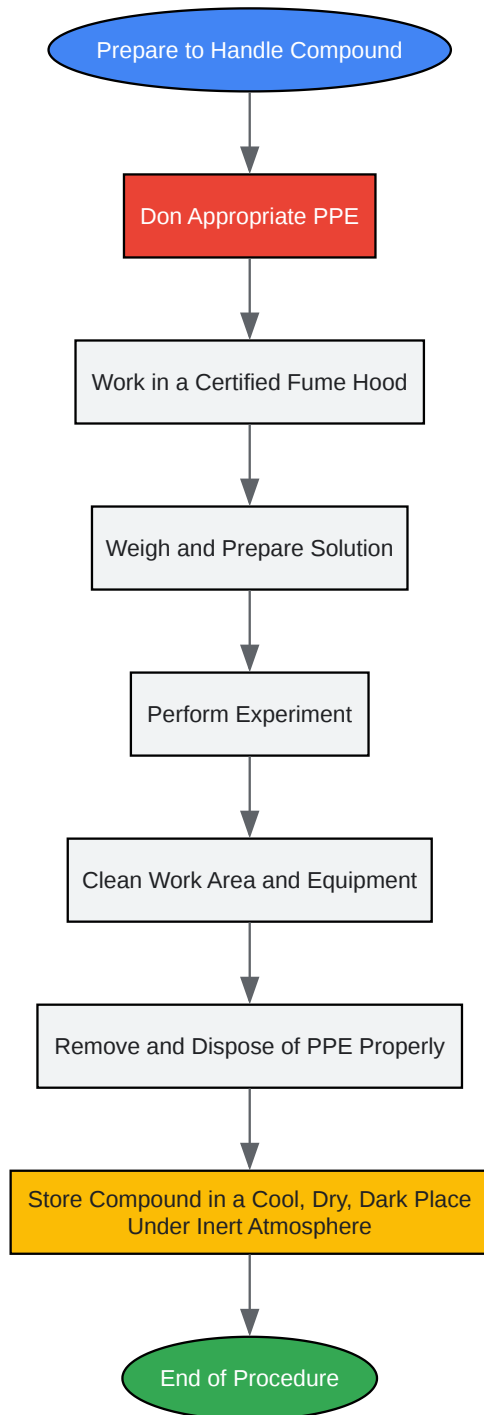 Prepare to Handle Compound
Don Appropriate PPE
Work in a Certified Fume Hood
Weigh and Prepare Solution
Perform Experiment
Clean Work Area and Equipment
Remove and Dispose of PPE Properly
Store Compound in a Cool, Dry, Dark Place
Under Inert Atmosphere
End of Procedure